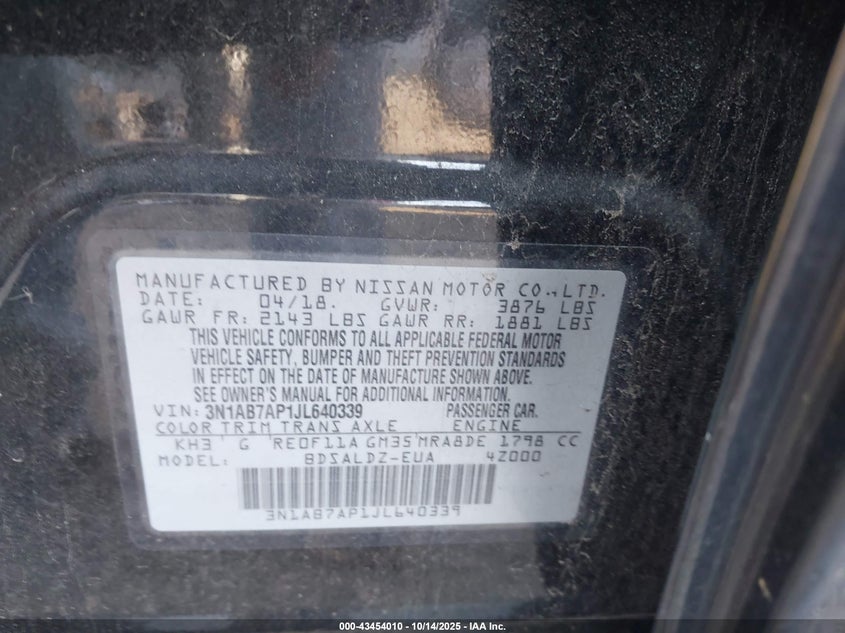 MANUFACTURED BY NISSAN MOTOR CO., LTD.
DATE: 04/18. GVWR: 3876 LBS
GAWR FR: 2143 LBS GAWR RR: 1881 LBS
THIS VEHICLE CONFORMS TO ALL APPLICABLE FEDERAL MOTOR
VEHICLE SAFETY, BUMPER AND THEFT PREVENTION STANDARDS
IN EFFECT ON THE DATE OF MANUFACTURE SHOWN ABOVE.
SEE OWNER'S MANUAL FOR ADDITIONAL INFORMATION.
VIN: 3N1AB7AP1JL640339 PASSENGER CAR.
COLOR TRIM TRANS AXLE ENGINE
KH3 G RE0F11A GM35 MRA8DE 1798 CC
MODEL: BDSALDZ-EUA 4Z000
3N1AB7AP1JL640339
000-43454010 - 10/14/2025 - IAA Inc.